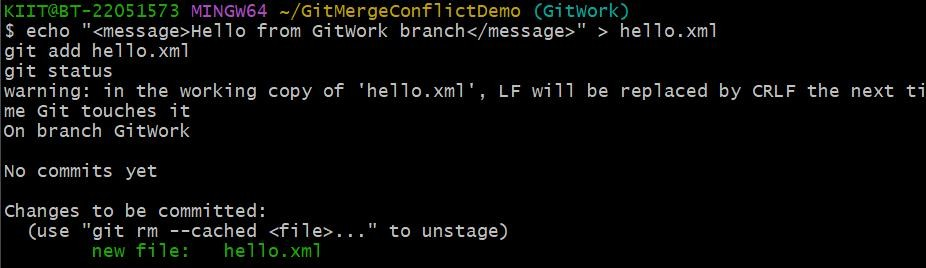 KIIT@BT-22051573 MINGW64 ~/GitMergeConflictDemo (GitWork)
$ echo "<message>Hello from GitWork branch</message>" > hello.xml
git add hello.xml
git status
warning: in the working copy of 'hello.xml', LF will be replaced by CRLF the next ti
me Git touches it
On branch GitWork

No commits yet

Changes to be committed:
  (use "git rm --cached <file>..." to unstage)
        new file:   hello.xml